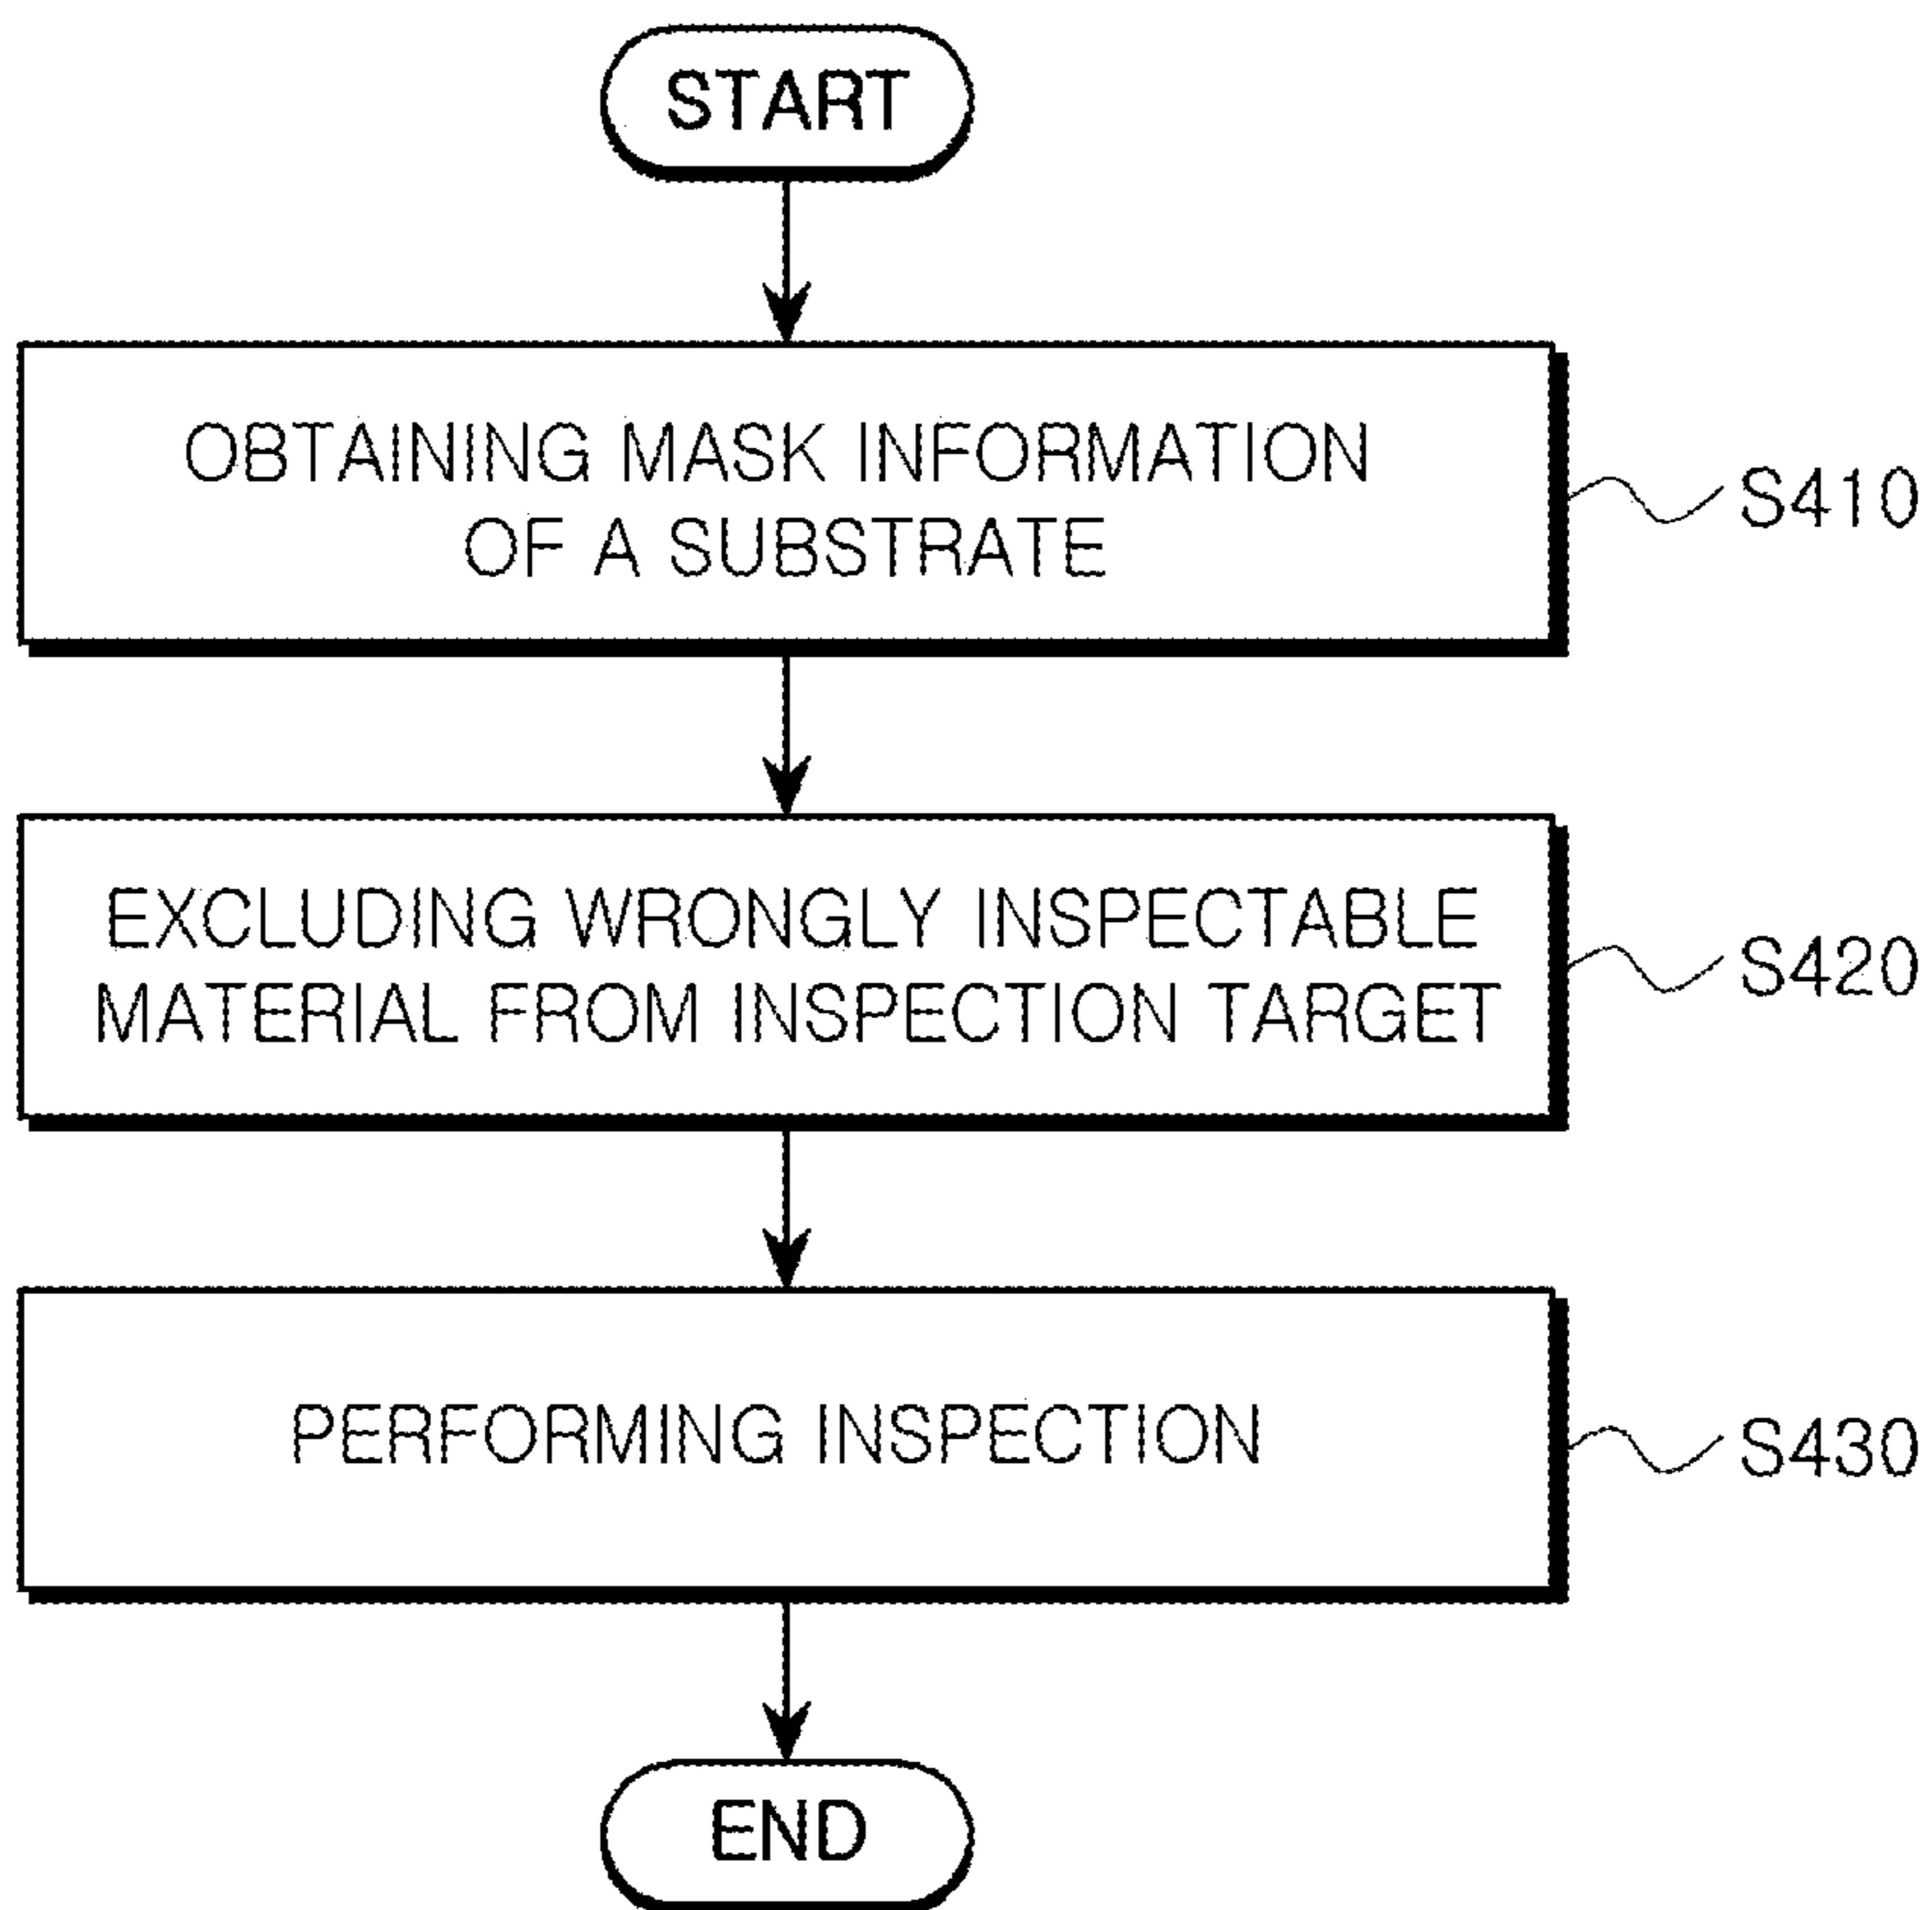 START
OBTAINING MASK INFORMATION
OF A SUBSTRATE
S410
EXCLUDING WRONGLY INSPECTABLE
MATERIAL FROM INSPECTION TARGET
S420
PERFORMING INSPECTION
S430
END